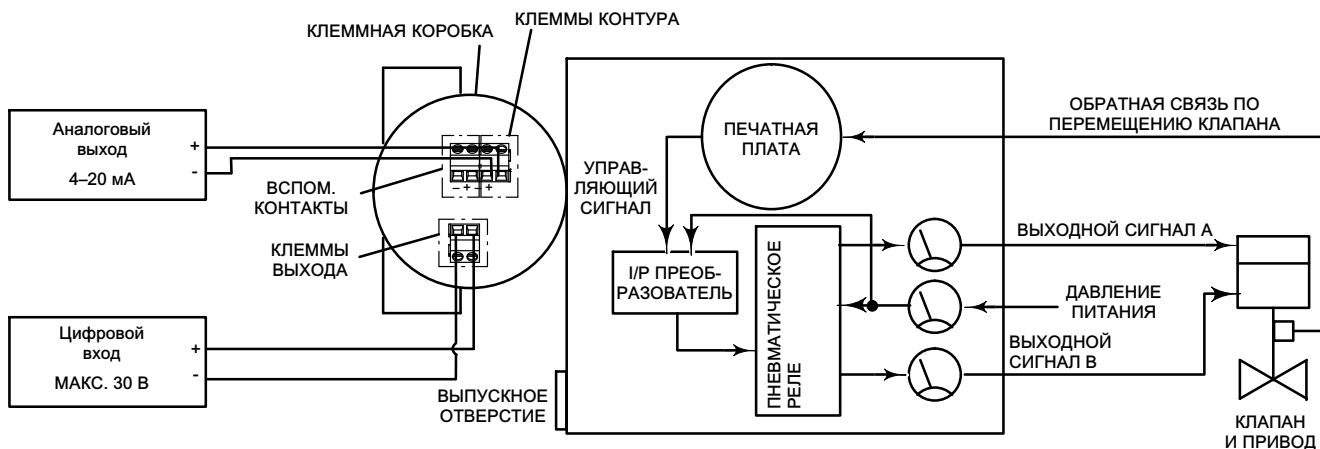 КЛЕММНАЯ КОРОБКА
КЛЕММЫ КОНТУРА
Аналоговый
выход
4–20 мА
+
-
ВСПОМ.
КОНТАКТЫ
– + – +
КЛЕММЫ
ВЫХОДА
Цифровой
вход
МАКС. 30 В
+
-
ВЫПУСКНОЕ
ОТВЕРСТИЕ
ПЕЧАТНАЯ
ПЛАТА
УПРАВ-
ЛЯЮЩИЙ
СИГНАЛ
I/P ПРЕОБ-
РАЗОВАТЕЛЬ
ПНЕВМАТИЧЕСКОЕ
РЕЛЕ
ОБРАТНАЯ СВЯЗЬ ПО
ПЕРЕМЕЩЕНИЮ КЛАПАНА
ВЫХОДНОЙ СИГНАЛ A
ДАВЛЕНИЕ
ПИТАНИЯ
ВЫХОДНОЙ
СИГНАЛ B
КЛАПАН
И ПРИВОД